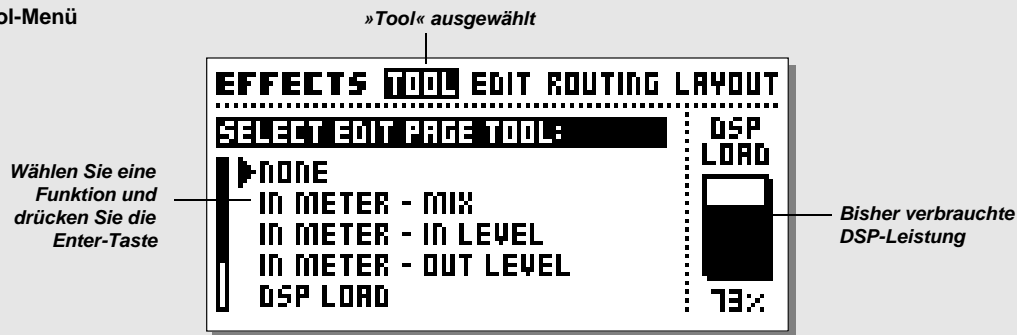 ol-Menü
»Tool« ausgewählt
EFFECTS TOOL EDIT ROUTING LAYOUT
SELECT EDIT PAGE TOOL:
NONE
IN METER - MIX
IN METER - IN LEVEL
IN METER - OUT LEVEL
DSP LOAD
DSP
LOAD
73%
Wählen Sie eine
Funktion und
drücken Sie die
Enter-Taste
Bisher verbrauchte
DSP-Leistung